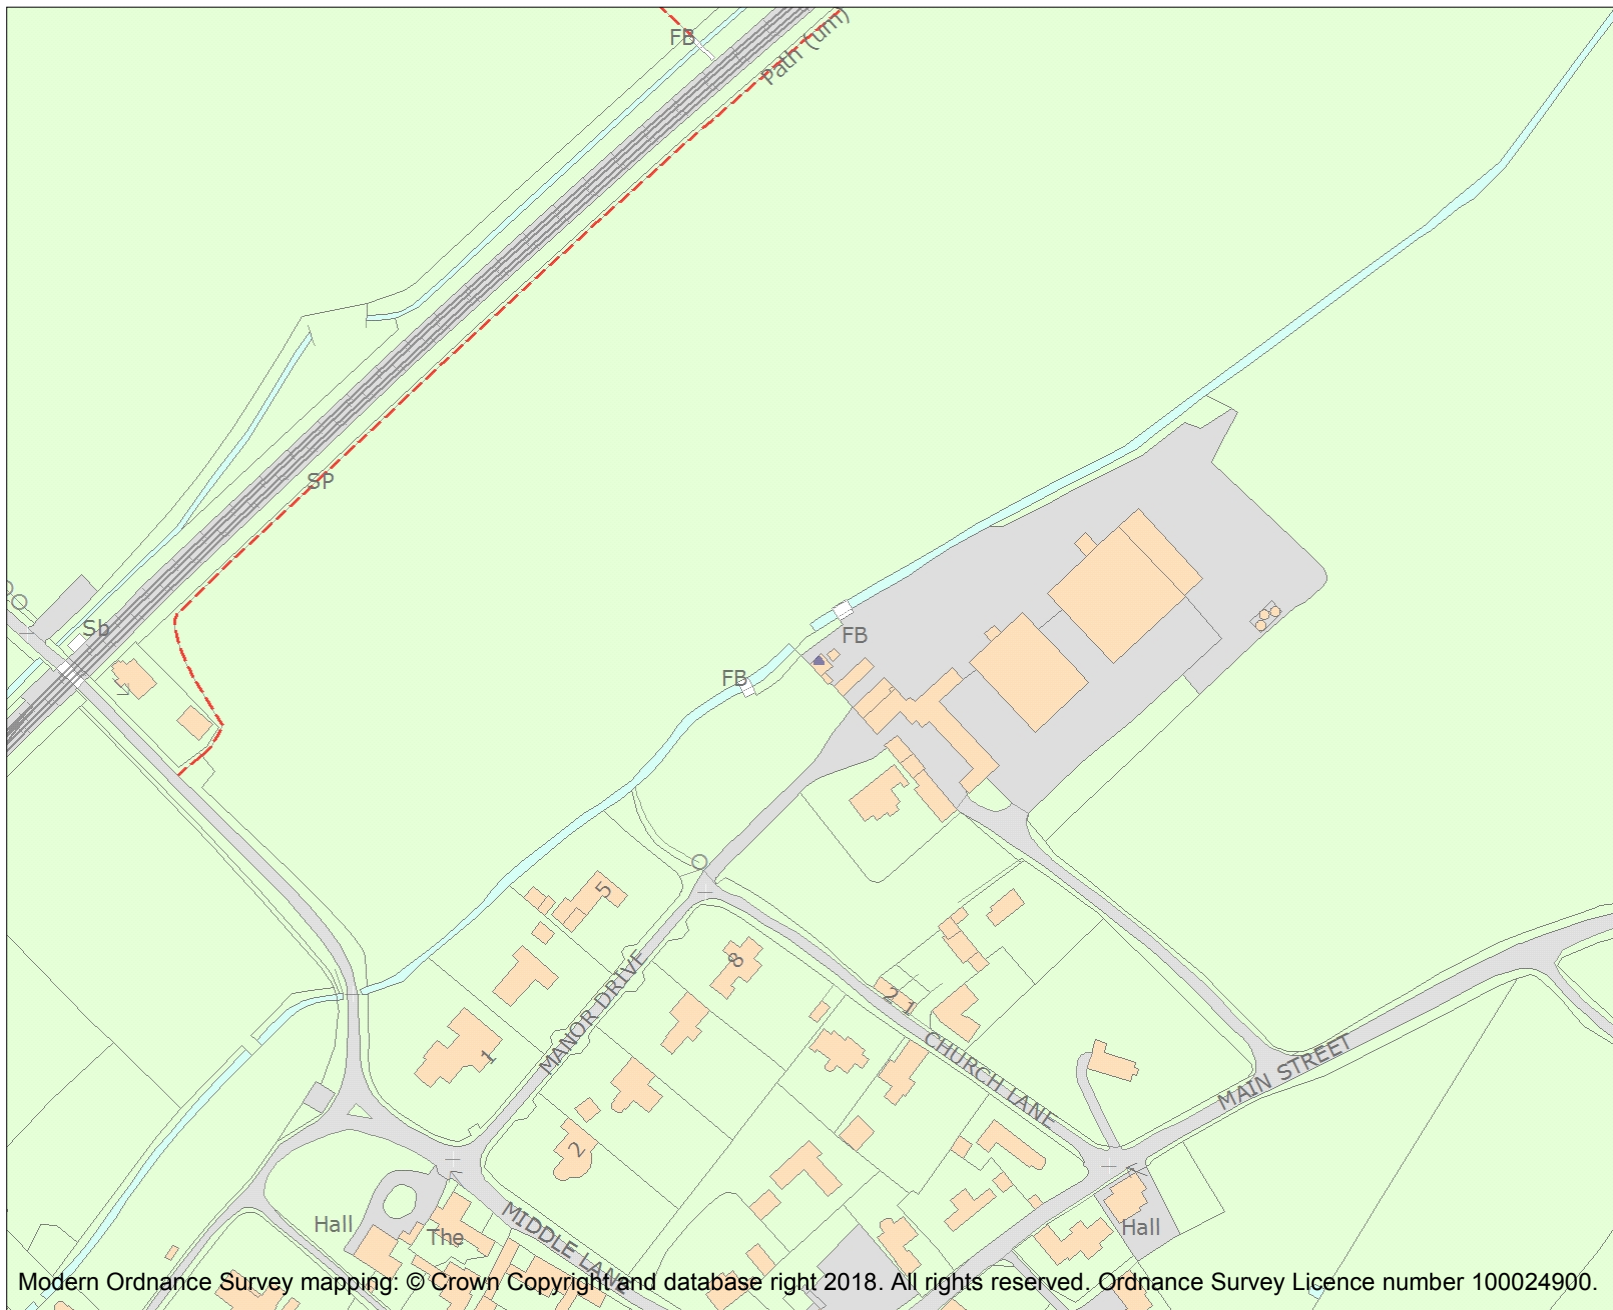 FB
Path (um)
SP
Sb
FB
FB
5
8
MANOR DRIVE
2 1
1
CHURCH LANE
MAIN STREET
2
Hall
The
MIDDLE LANE
Hall
Modern Ordnance Survey mapping: © Crown Copyright and database right 2018. All rights reserved. Ordnance Survey Licence number 100024900.